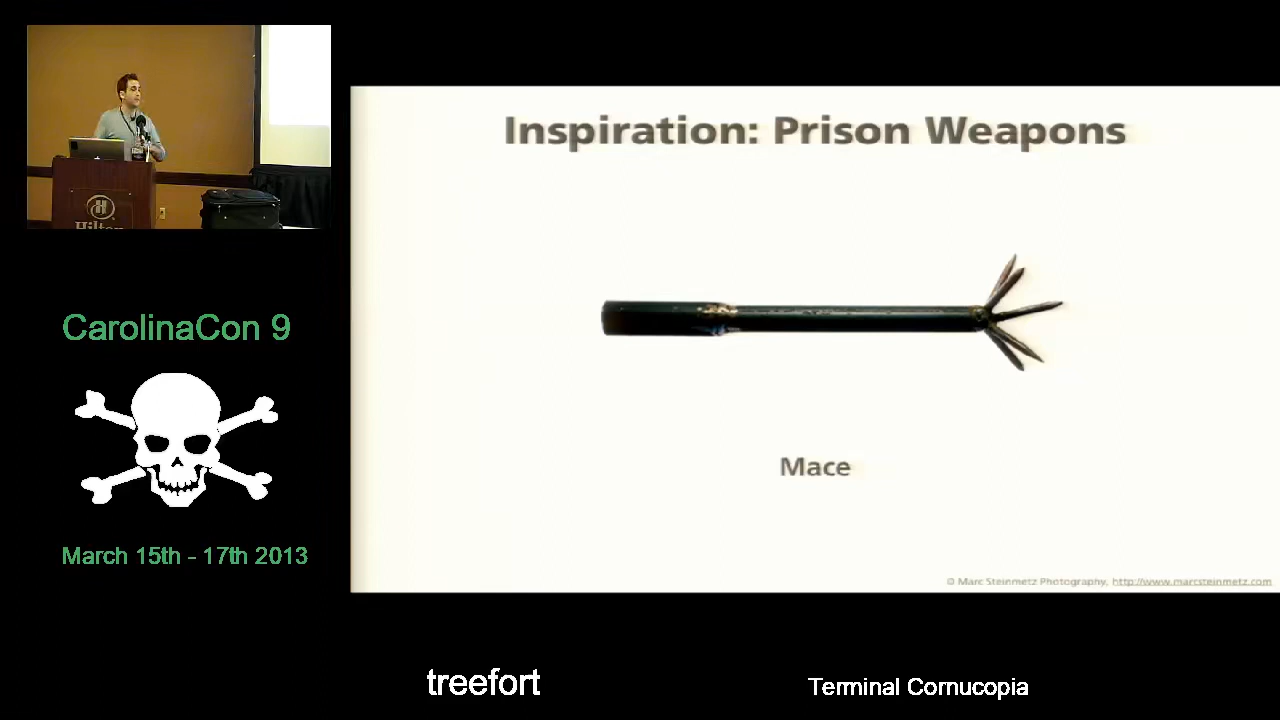 Inspiration: Prison Weapons
H
Hilton
CarolinaCon 9
Mace
March 15th - 17th 2013
© Marc Steinmetz Photography, http://www.marcsteinmetz.com
treefort
Terminal Cornucopia